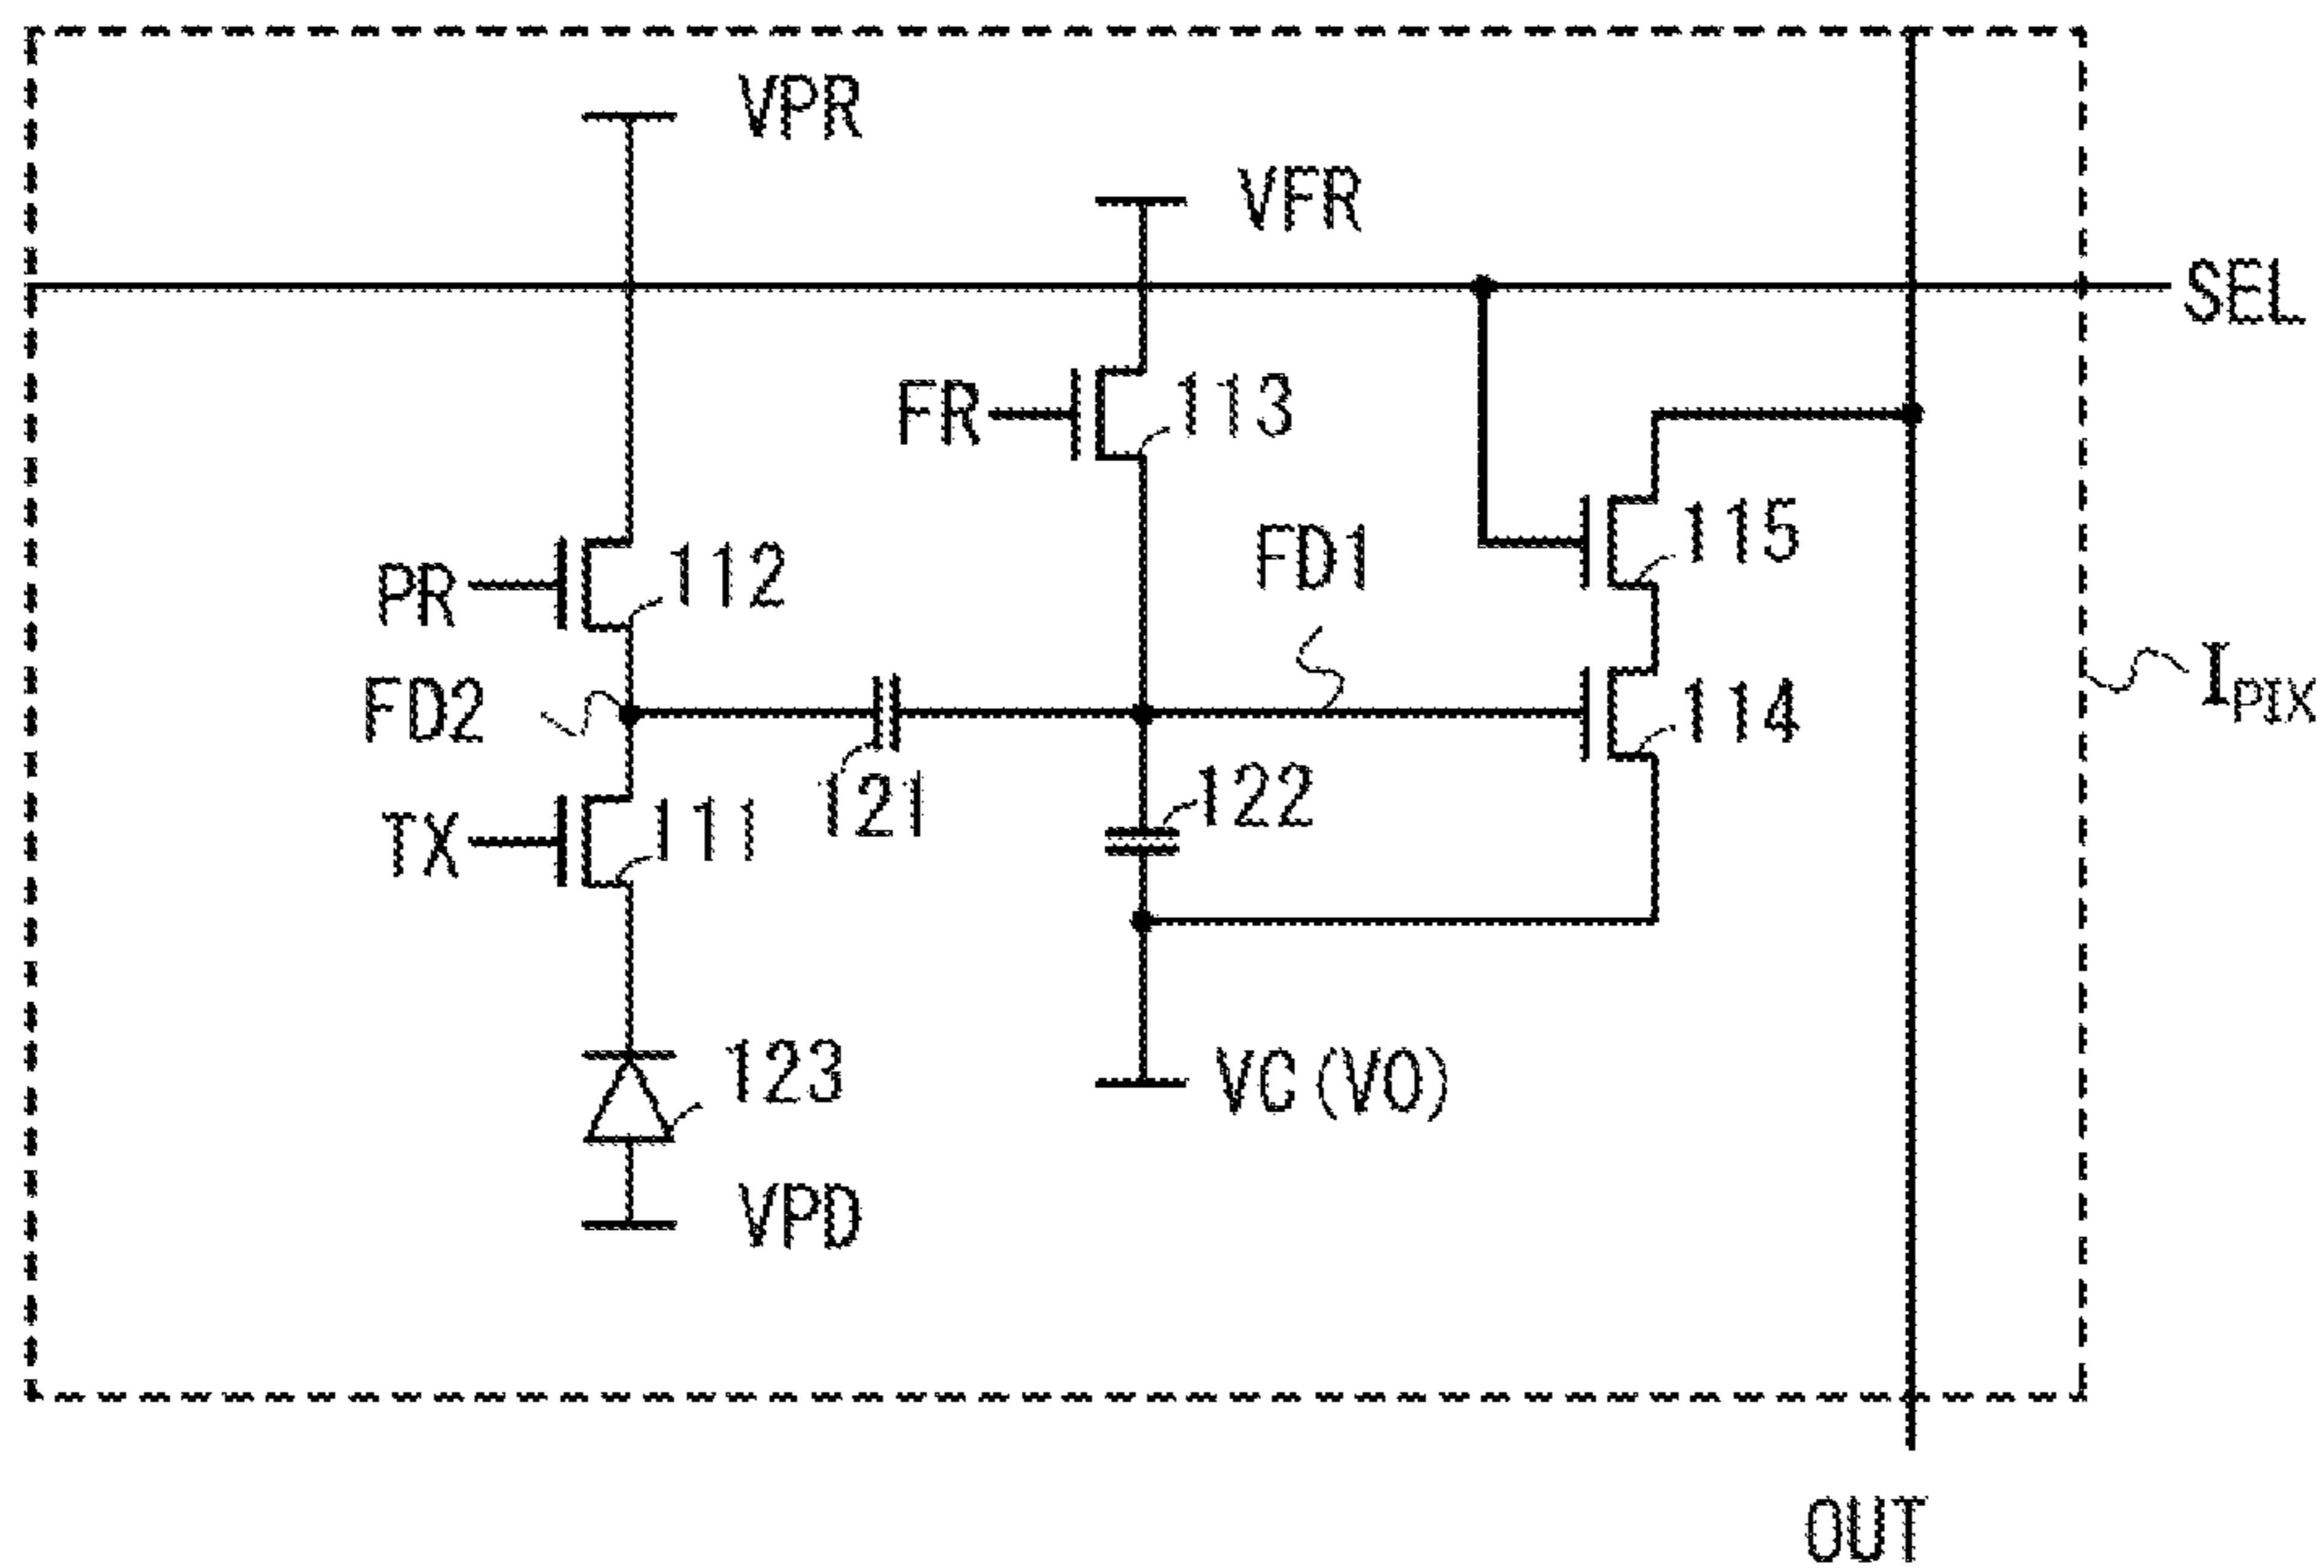 VPR
VFR
SEL
FR
113
115
FD1
PR
112
FD2
114
IPIX
121
122
TX
111
123
VC (VO)
VPD
OUT